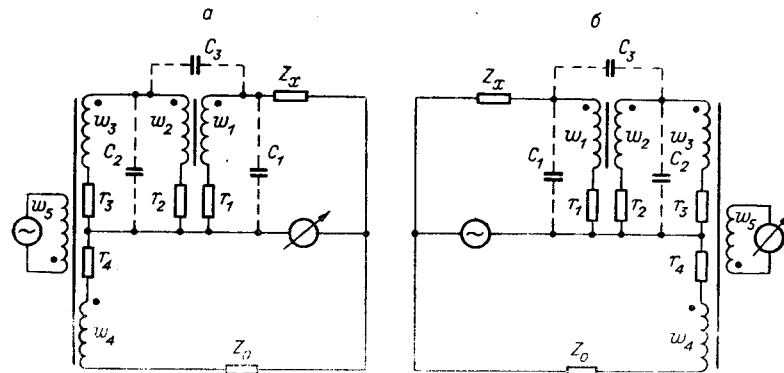 а
C₃
Zₓ
w₃
w₂
w₁
C₂
C₁
w₅
r₃
r₂
r₁
r₄
w₄
Z₀
б
C₃
Zₓ
w₁
w₂
w₃
C₁
C₂
r₁
r₂
r₃
w₅
r₄
w₄
Z₀